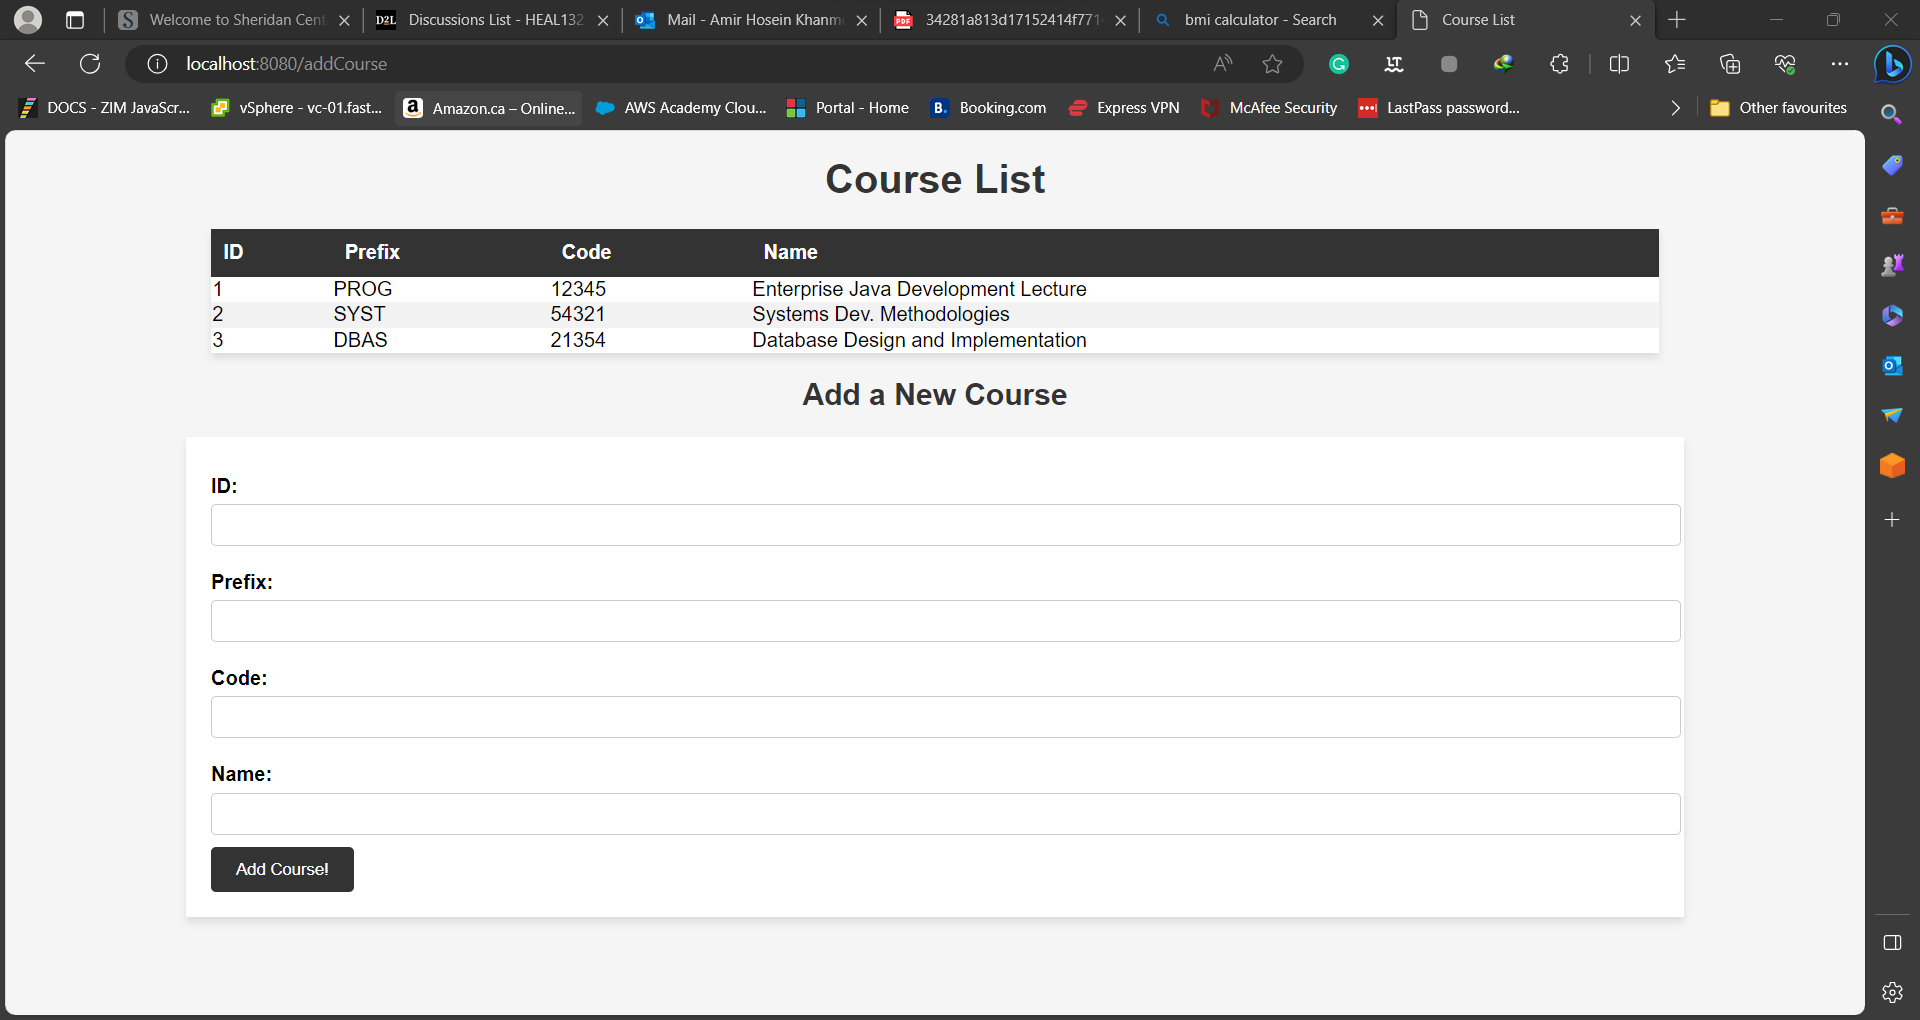 Welcome to Sheridan Cent
D2L Discussions List - HEAL132
Mail - Amir Hosein Khanm
PDF 34281a813d17152414f771
bmi calculator - Search
Course List
localhost:8080/addCourse
DOCS - ZIM JavaScr...
vSphere - vc-01.fast...
Amazon.ca – Online...
AWS Academy Clou...
Portal - Home
B. Booking.com
Express VPN
McAfee Security
LastPass password...
Other favourites
Course List
ID Prefix Code Name
1 PROG 12345 Enterprise Java Development Lecture
2 SYST 54321 Systems Dev. Methodologies
3 DBAS 21354 Database Design and Implementation
Add a New Course
ID:
Prefix:
Code:
Name:
Add Course!